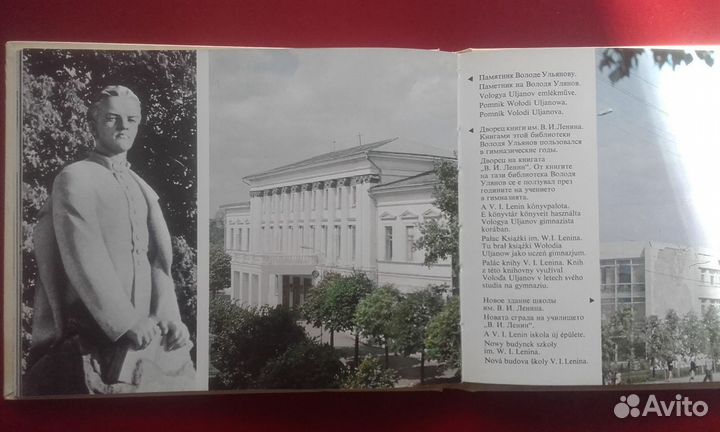 Памятник Володе Ульянову.
Паметник на Володя Улянов.
Vologya Uljanov emlékműve.
Pomnik Wołodi Uljanowa.
Pomník Volodi Uljanova.
Дворец книги им. В. И. Ленина.
Книгами этой библиотеки
Володя Ульянов пользовался
в гимназические годы.
Дворец на книгата
„В. И. Ленин“. От книгите
на тази библиотека Володя
Улянов се е ползувал през
годините на учението
в гимназията.
A V. I. Lenin könyvpalota.
E könyvtár könyveit használta
Vologya Uljanov gimnazista
korában.
Pałac Książki im. W. I. Lenina.
Tu brał książki Wołodia
Uljanow jako uczeń gimnazjum.
Palác knihy V. I. Lenina. Knih
z této knihovny využíval
Voloďa Uljanov v letech svého
studia na gymnaziu.
Новое здание школы
им. В. И. Ленина.
Новата сграда на училището
„В. И. Ленин“.
A V. I. Lenin iskola új épülete.
Nowy budynek szkoły
im. W. I. Lenina.
Nová budova školy V. I. Lenina.
Avito